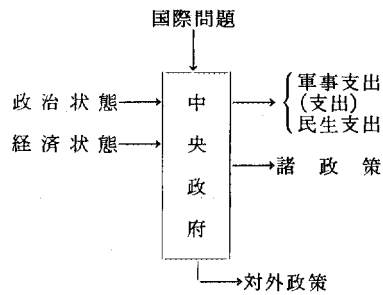 国際問題
軍事支出
(支出)
民生支出
政治状態
経済状態
中央政府
諸政策
対外政策